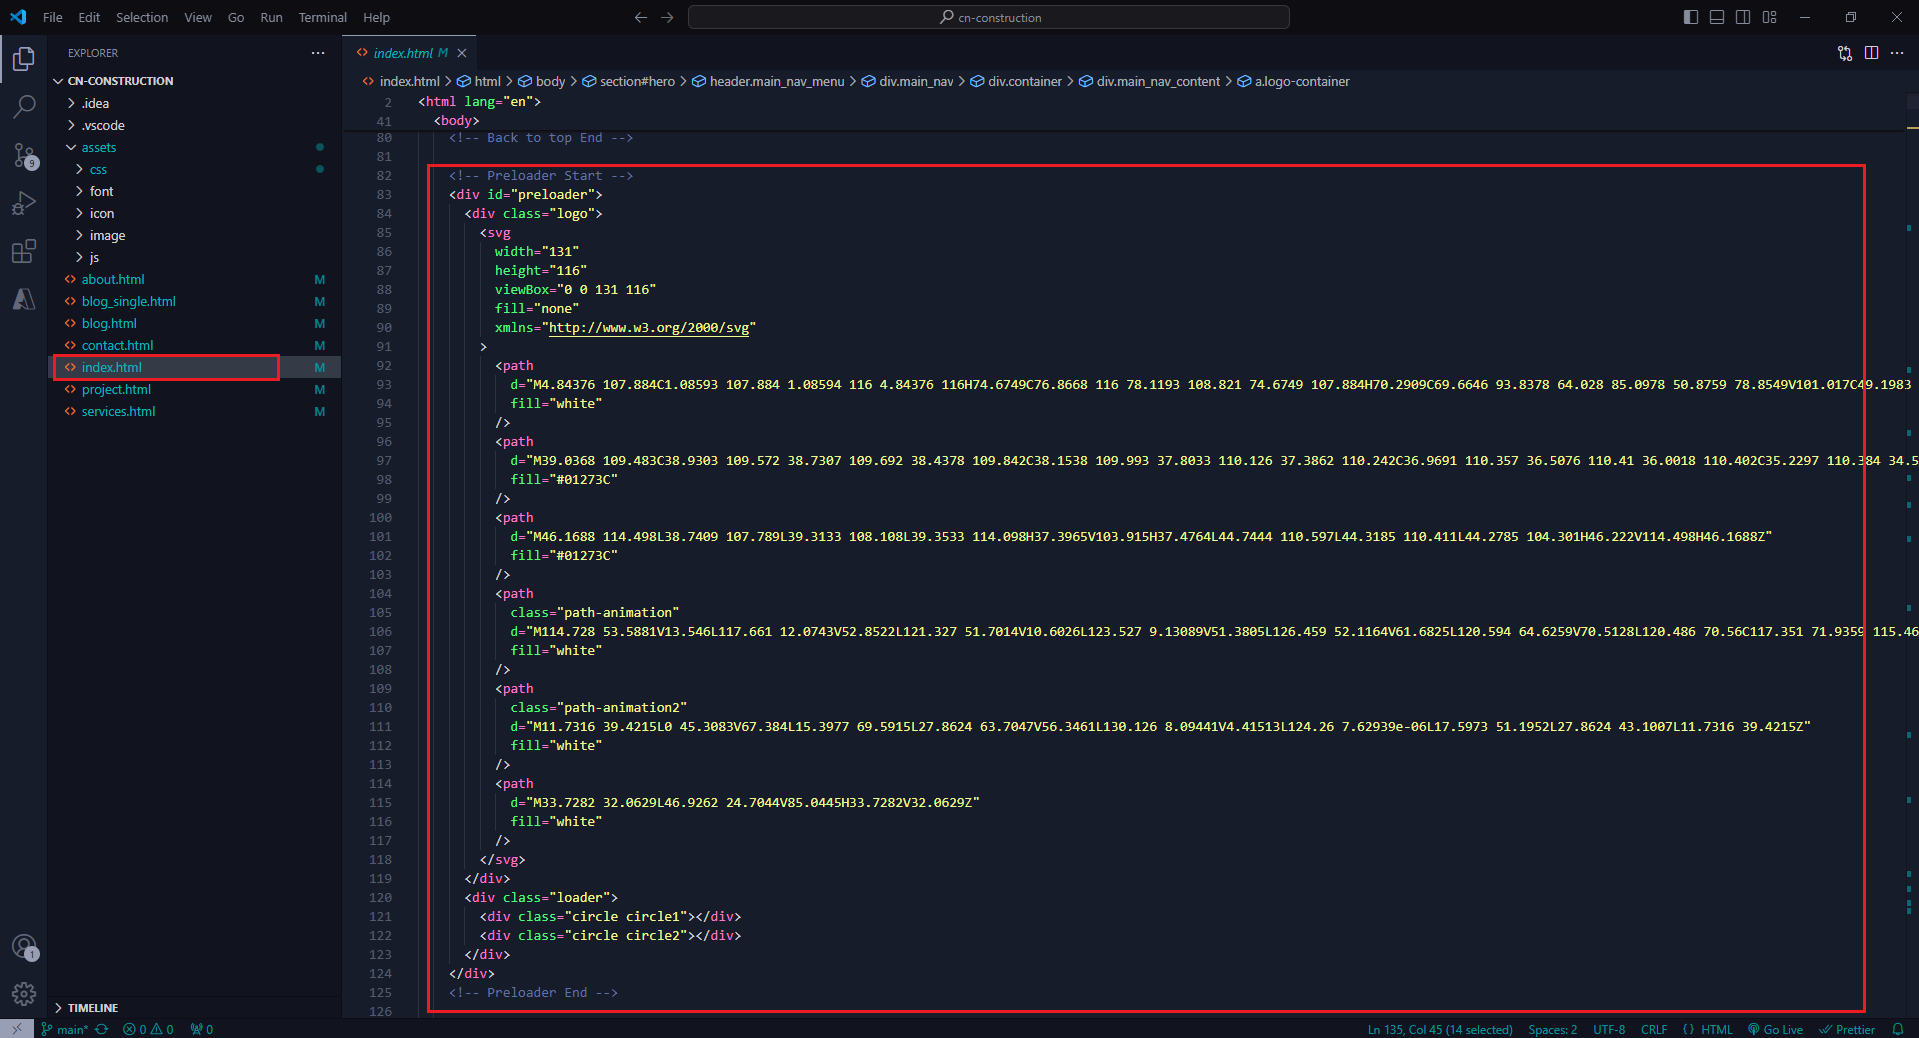 File Edit Selection View Go Run Terminal Help
cn-construction
EXPLORER
CN-CONSTRUCTION
.idea
.vscode
assets
css
font
icon
image
js
about.html M
blog_single.html M
blog.html M
contact.html M
index.html M
project.html M
services.html M
TIMELINE
9
1
index.html M
index.html > html > body > section#hero > header.main_nav_menu > div.main_nav > div.container > div.main_nav_content > a.logo-container
2 <html lang="en">
41 <body>
80 <!-- Back to top End -->
81
82 <!-- Preloader Start -->
83 <div id="preloader">
84 <div class="logo">
85 <svg
86 width="131"
87 height="116"
88 viewBox="0 0 131 116"
89 fill="none"
90 xmlns="http://www.w3.org/2000/svg"
91 >
92 <path
93 d="M4.84376 107.884C1.08593 107.884 1.08594 116 4.84376 116H74.6749C76.8668 116 78.1193 108.821 74.6749 107.884H70.2909C69.6646 93.8378 64.028 85.0978 50.8759 78.8549V101.017C49.1983
94 fill="white"
95 />
96 <path
97 d="M39.0368 109.483C38.9303 109.572 38.7307 109.692 38.4378 109.842C38.1538 109.993 37.8033 110.126 37.3862 110.242C36.9691 110.357 36.5076 110.41 36.0018 110.402C35.2297 110.384 34.5
98 fill="#01273C"
99 />
100 <path
101 d="M46.1688 114.498L38.7409 107.789L39.3133 108.108L39.3533 114.098H37.3965V103.915H37.4764L44.7444 110.597L44.3185 110.411L44.2785 104.301H46.222V114.498H46.1688Z"
102 fill="#01273C"
103 />
104 <path
105 class="path-animation"
106 d="M114.728 53.5881V13.546L117.661 12.0743V52.8522L121.327 51.7014V10.6026L123.527 9.13089V51.3805L126.459 52.1164V61.6825L120.594 64.6259V70.5128L120.486 70.56C117.351 71.9359 115.46
107 fill="white"
108 />
109 <path
110 class="path-animation2"
111 d="M11.7316 39.4215L0 45.3083V67.384L15.3977 69.5915L27.8624 63.7047V56.3461L130.126 8.09441V4.41513L124.26 7.62939e-06L17.5973 51.1952L27.8624 43.1007L11.7316 39.4215Z"
112 fill="white"
113 />
114 <path
115 d="M33.7282 32.0629L46.9262 24.7044V85.0445H33.7282V32.0629Z"
116 fill="white"
117 />
118 </svg>
119 </div>
120 <div class="loader">
121 <div class="circle circle1"></div>
122 <div class="circle circle2"></div>
123 </div>
124 </div>
125 <!-- Preloader End -->
126
main* 0 0 0 Ln 135, Col 45 (14 selected) Spaces: 2 UTF-8 CRLF {} HTML Go Live Prettier